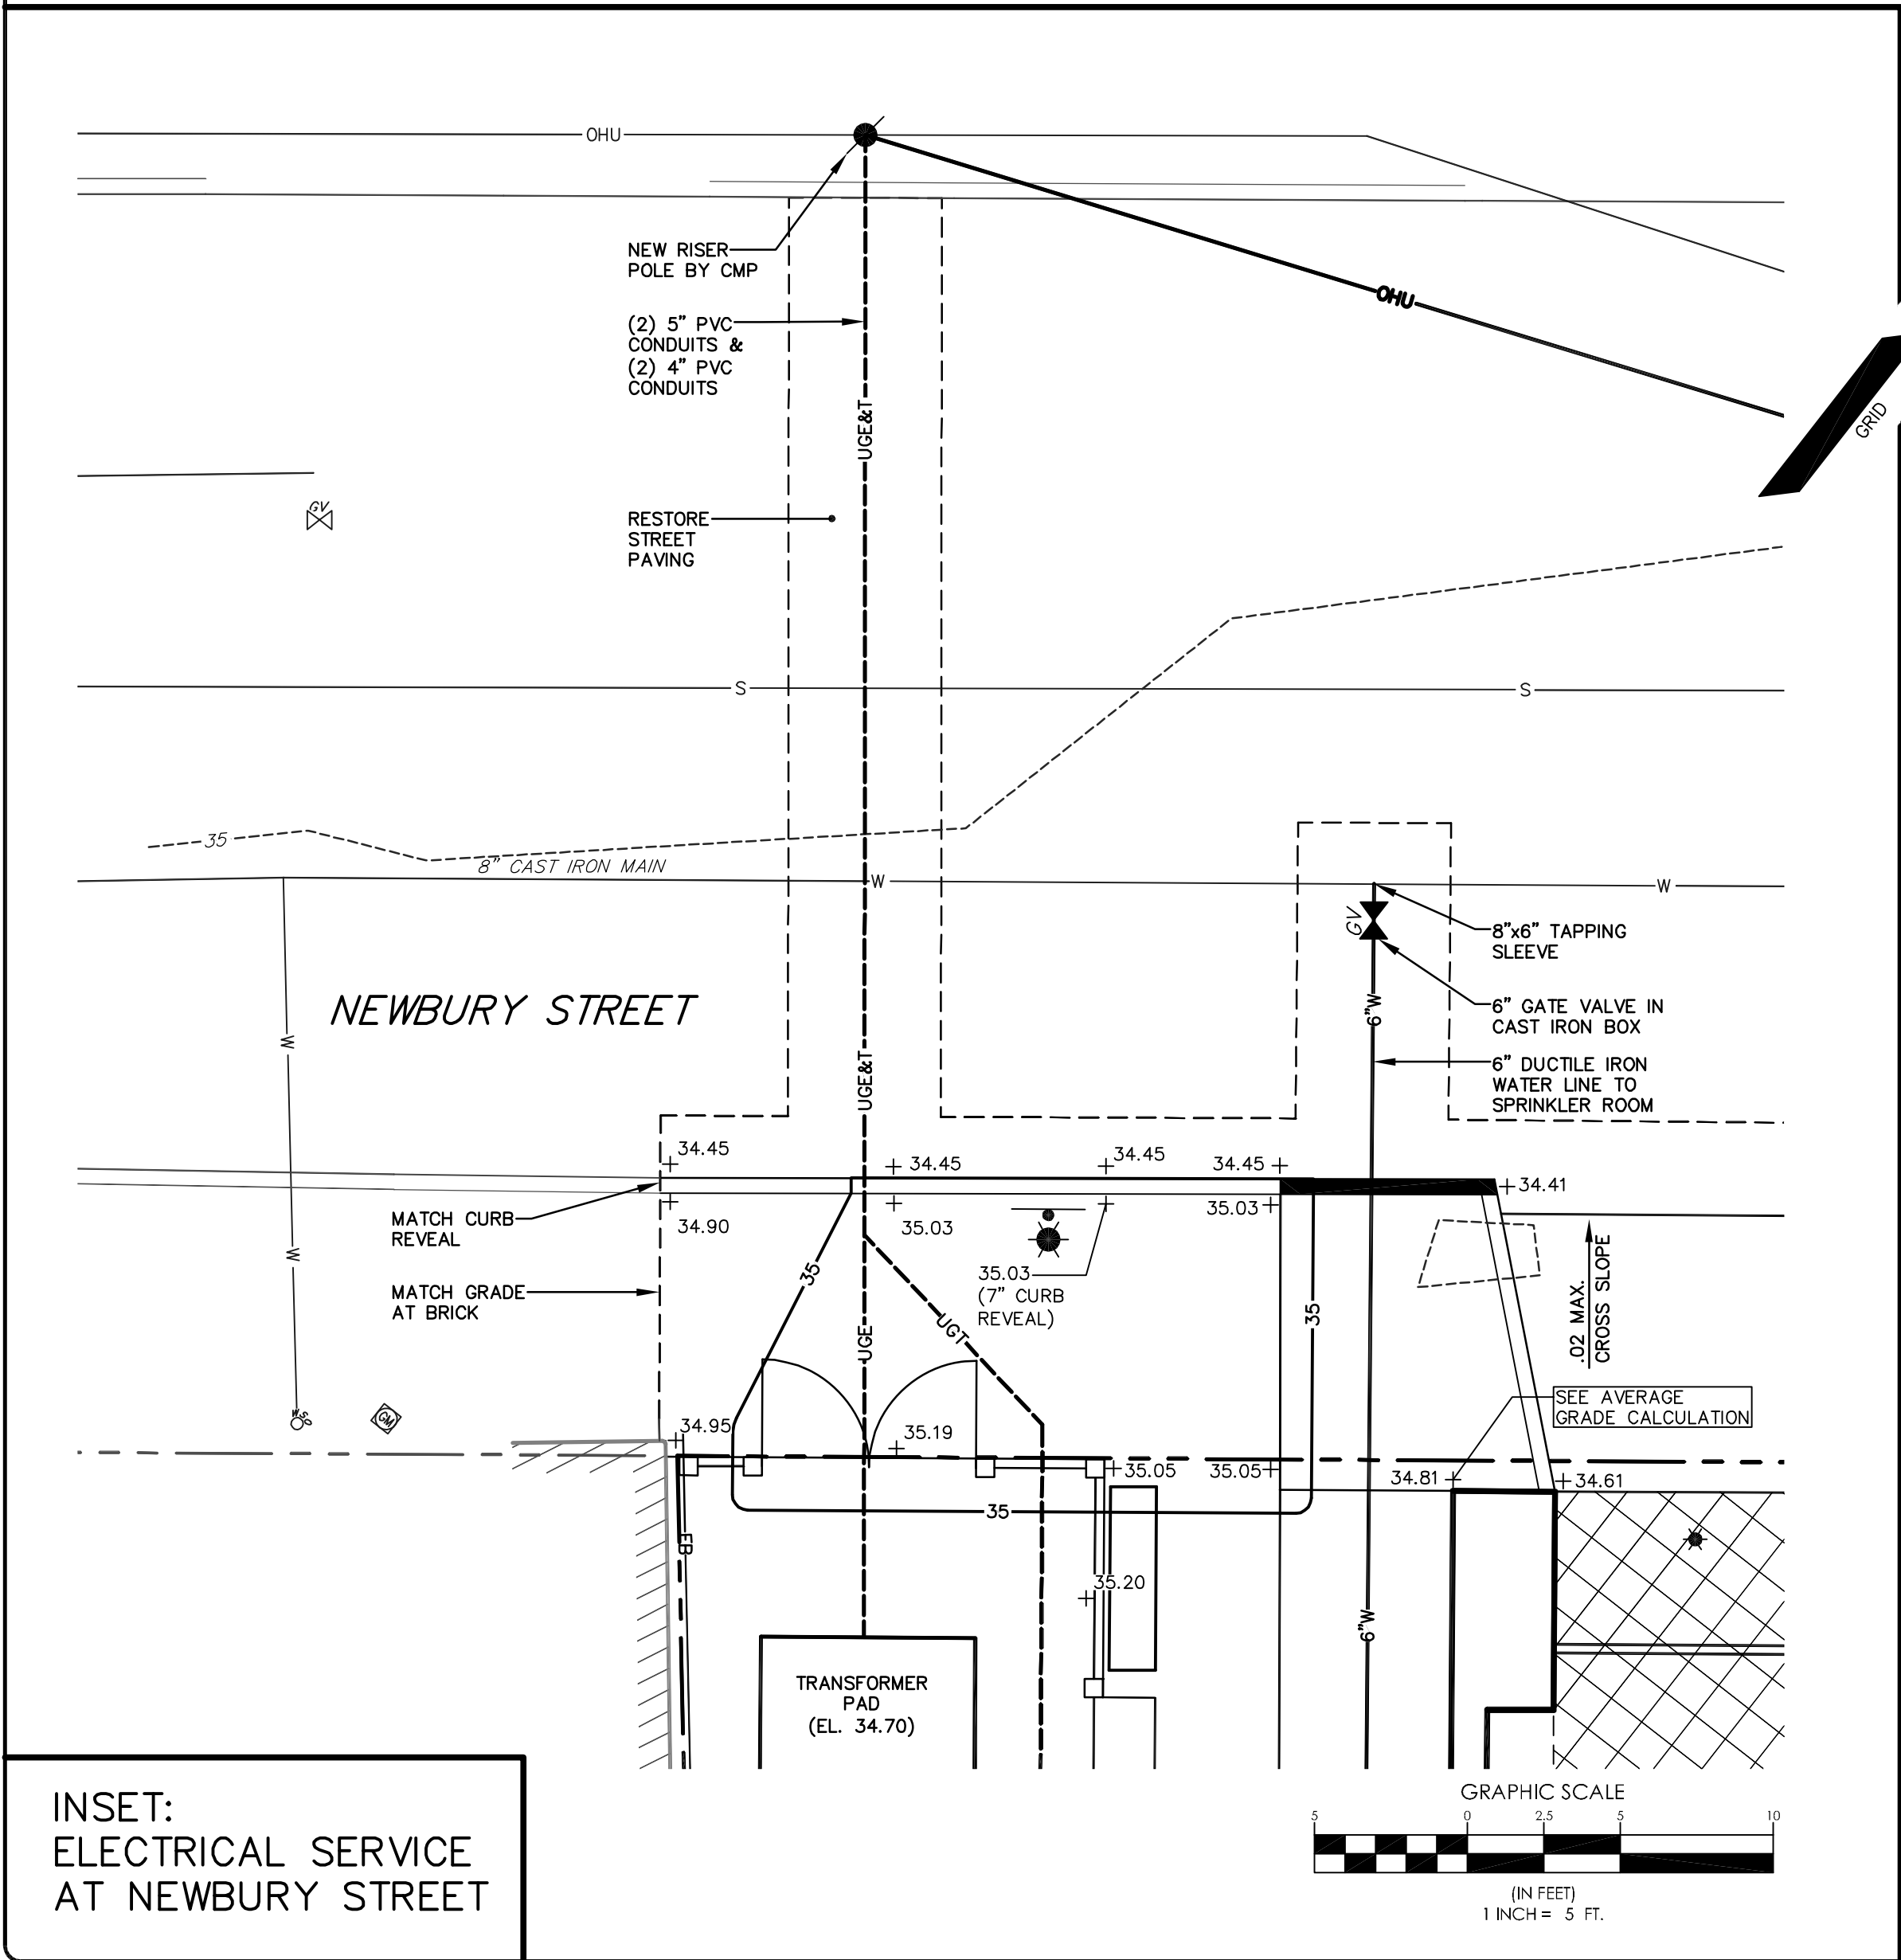 OHU
NEW RISER
POLE BY CMP
OHU
(2) 5" PVC
CONDUITS &
(2) 4" PVC
CONDUITS
GRID
UGE&T
GV
RESTORE
STREET
PAVING
S
S
35
8" CAST IRON MAIN
W
W
GV
8"x6" TAPPING
SLEEVE
NEWBURY STREET
6"W
6" GATE VALVE IN
CAST IRON BOX
W
UGE&T
6" DUCTILE IRON
WATER LINE TO
SPRINKLER ROOM
34.45
34.45
34.45
34.45
34.41
MATCH CURB
REVEAL
34.90
35.03
35.03
W
35
35.03
(7" CURB
REVEAL)
.02 MAX.
CROSS SLOPE
MATCH GRADE
AT BRICK
UGE
UGT
35
SEE AVERAGE
GRADE CALCULATION
WSO
GM
34.95
35.19
35.05
35.05
34.81
34.61
35
EB
35.20
6"W
TRANSFORMER
PAD
(EL. 34.70)
INSET:
ELECTRICAL SERVICE
AT NEWBURY STREET
GRAPHIC SCALE
5 0 2.5 5 10
(IN FEET)
1 INCH = 5 FT.